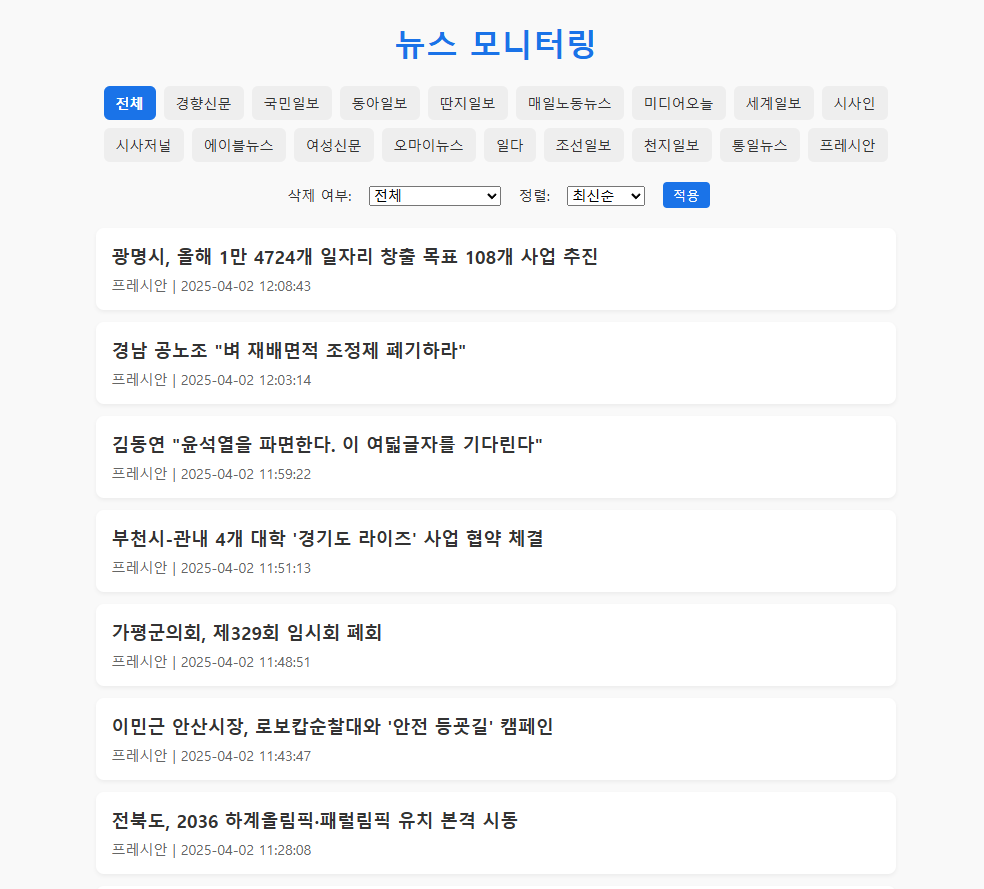 뉴스 모니터링
전체 경향신문 국민일보 동아일보 딴지일보 매일노동뉴스 미디어오늘 세계일보 시사인
시사저널 에이블뉴스 여성신문 오마이뉴스 일다 조선일보 천지일보 통일뉴스 프레시안
삭제 여부: 전체 정렬: 최신순 적용
광명시, 올해 1만 4724개 일자리 창출 목표 108개 사업 추진
프레시안 | 2025-04-02 12:08:43
경남 공노조 "벼 재배면적 조정제 폐기하라"
프레시안 | 2025-04-02 12:03:14
김동연 "윤석열을 파면한다. 이 여덟글자를 기다린다"
프레시안 | 2025-04-02 11:59:22
부천시-관내 4개 대학 '경기도 라이즈' 사업 협약 체결
프레시안 | 2025-04-02 11:51:13
가평군의회, 제329회 임시회 폐회
프레시안 | 2025-04-02 11:48:51
이민근 안산시장, 로보캅순찰대와 '안전 등굣길' 캠페인
프레시안 | 2025-04-02 11:43:47
전북도, 2036 하계올림픽·패럴림픽 유치 본격 시동
프레시안 | 2025-04-02 11:28:08